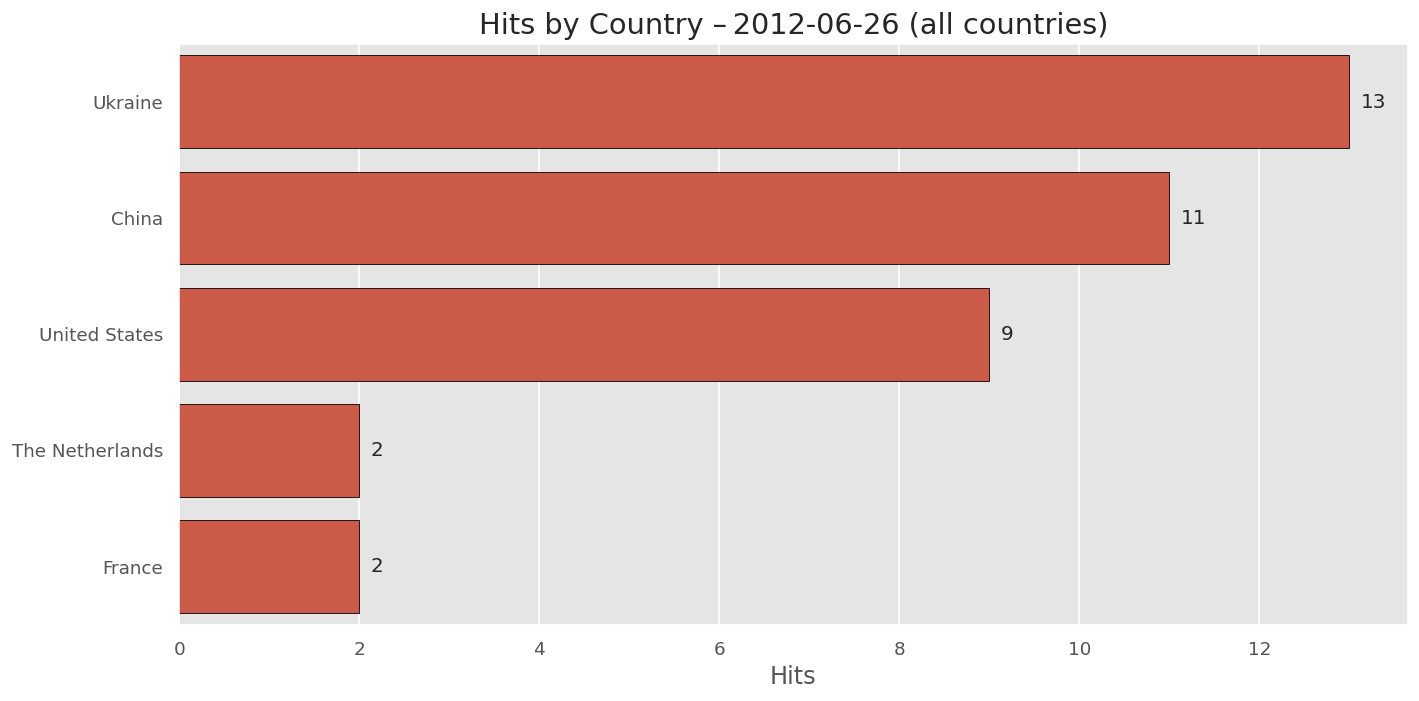 Hits by Country – 2012-06-26 (all countries)
Ukraine 13
China 11
United States 9
The Netherlands 2
France 2
0 2 4 6 8 10 12
Hits